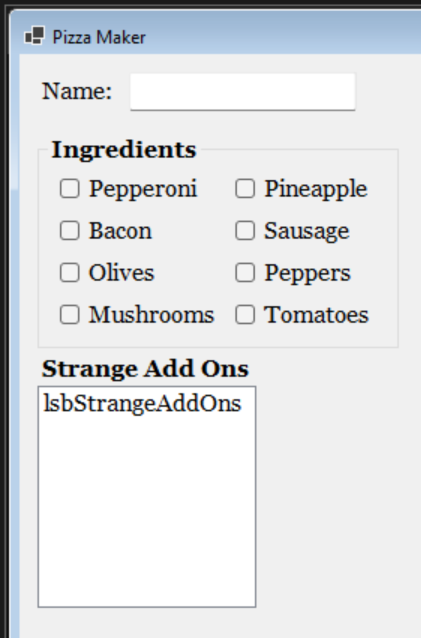 Pizza Maker
Name:
Ingredients
Pepperoni Pineapple
Bacon Sausage
Olives Peppers
Mushrooms Tomatoes
Strange Add Ons
lsbStrangeAddOns